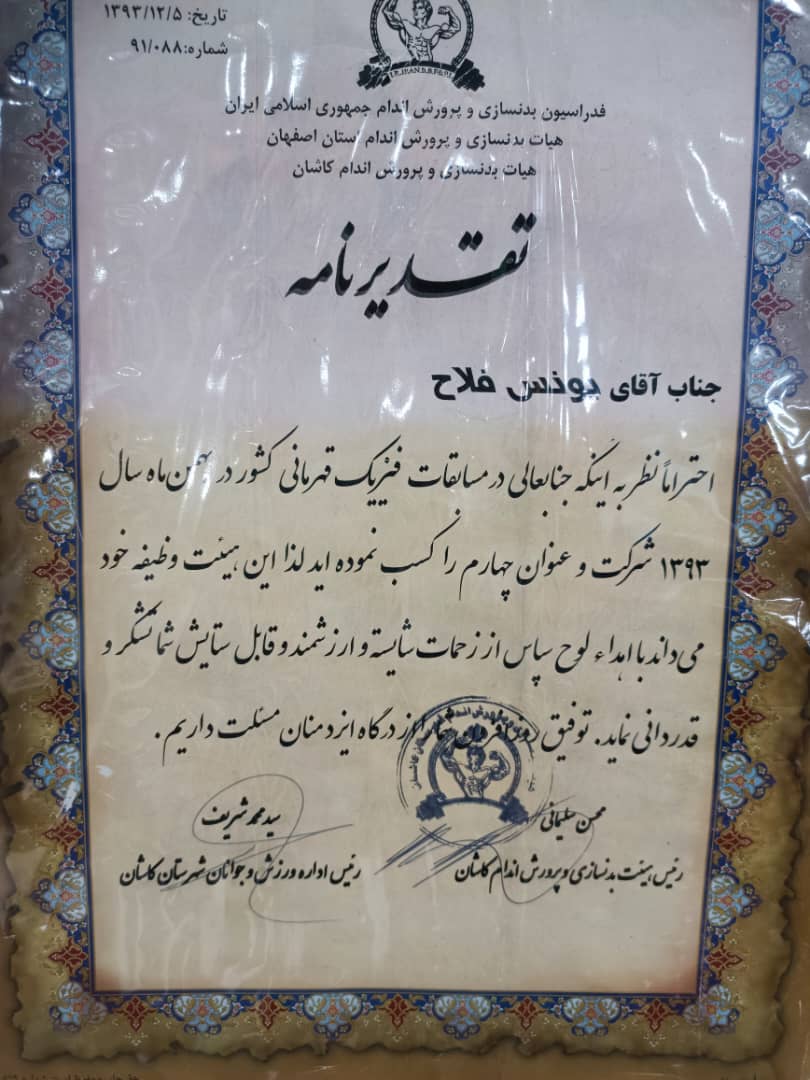 تاریخ: ۱۳۹۳/۱۲/۵
شماره: ۹۱/۰۸۸
I.R.IRAN.B.B.F
فدراسیون بدنسازی و پرورش اندام جمهوری اسلامی ایران
هیات بدنسازی و پرورش اندام استان اصفهان
هیات بدنسازی و پرورش اندام کاشان
تقدیرنامه
جناب آقای یونس فلاح
احتراماً نظر به اینکه جنابعالی در مسابقات فیزیک قهرمانی کشور در بهمن ماه سال
۱۳۹۳ شرکت و عنوان چهارم را کسب نموده اید لذا این هیئت وظیفه خود
می داند با اهداء لوح سپاس از زحمات شایسته و ارزشمند و قابل ستایش شما تشکر و
قدردانی نماید. توفیق روزافزون شما را از درگاه ایزد منان مسئلت داریم.
محسن سلیمانی
رئیس هیئت بدنسازی و پرورش اندام کاشان
سید محمد شریف
رئیس اداره ورزش و جوانان شهرستان کاشان